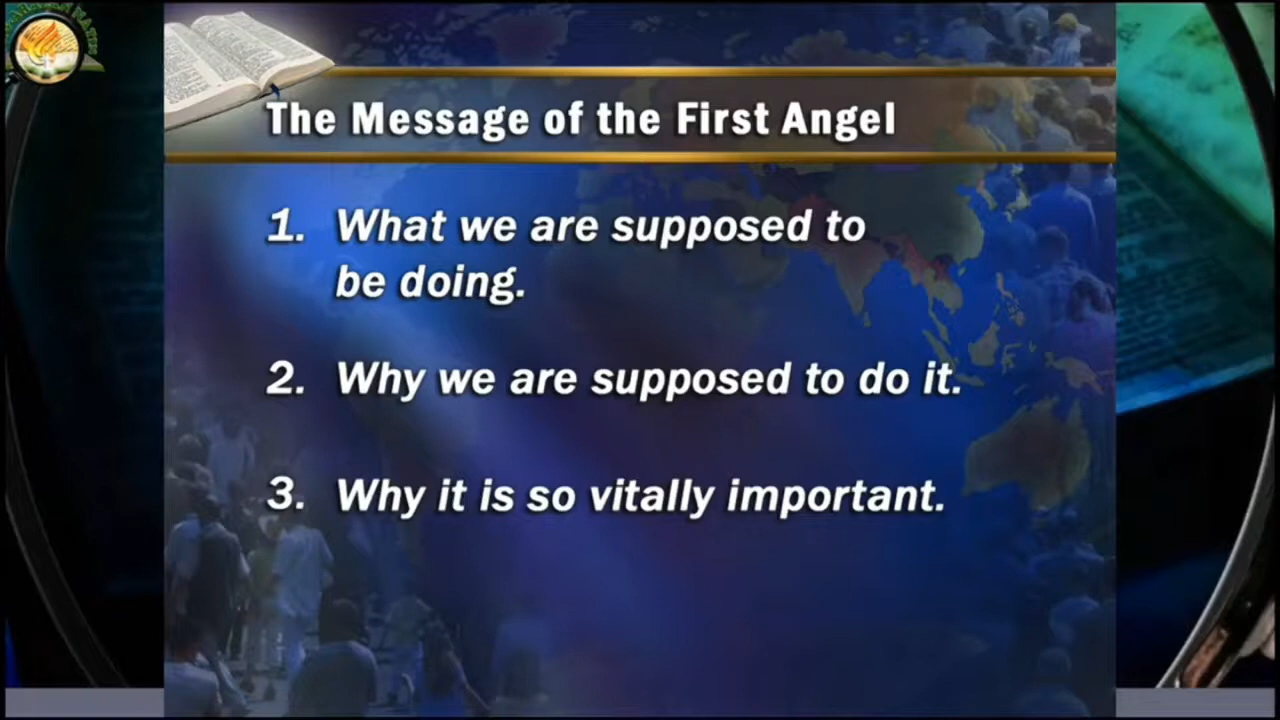 The Message of the First Angel
1. What we are supposed to
be doing.
2. Why we are supposed to do it.
3. Why it is so vitally important.